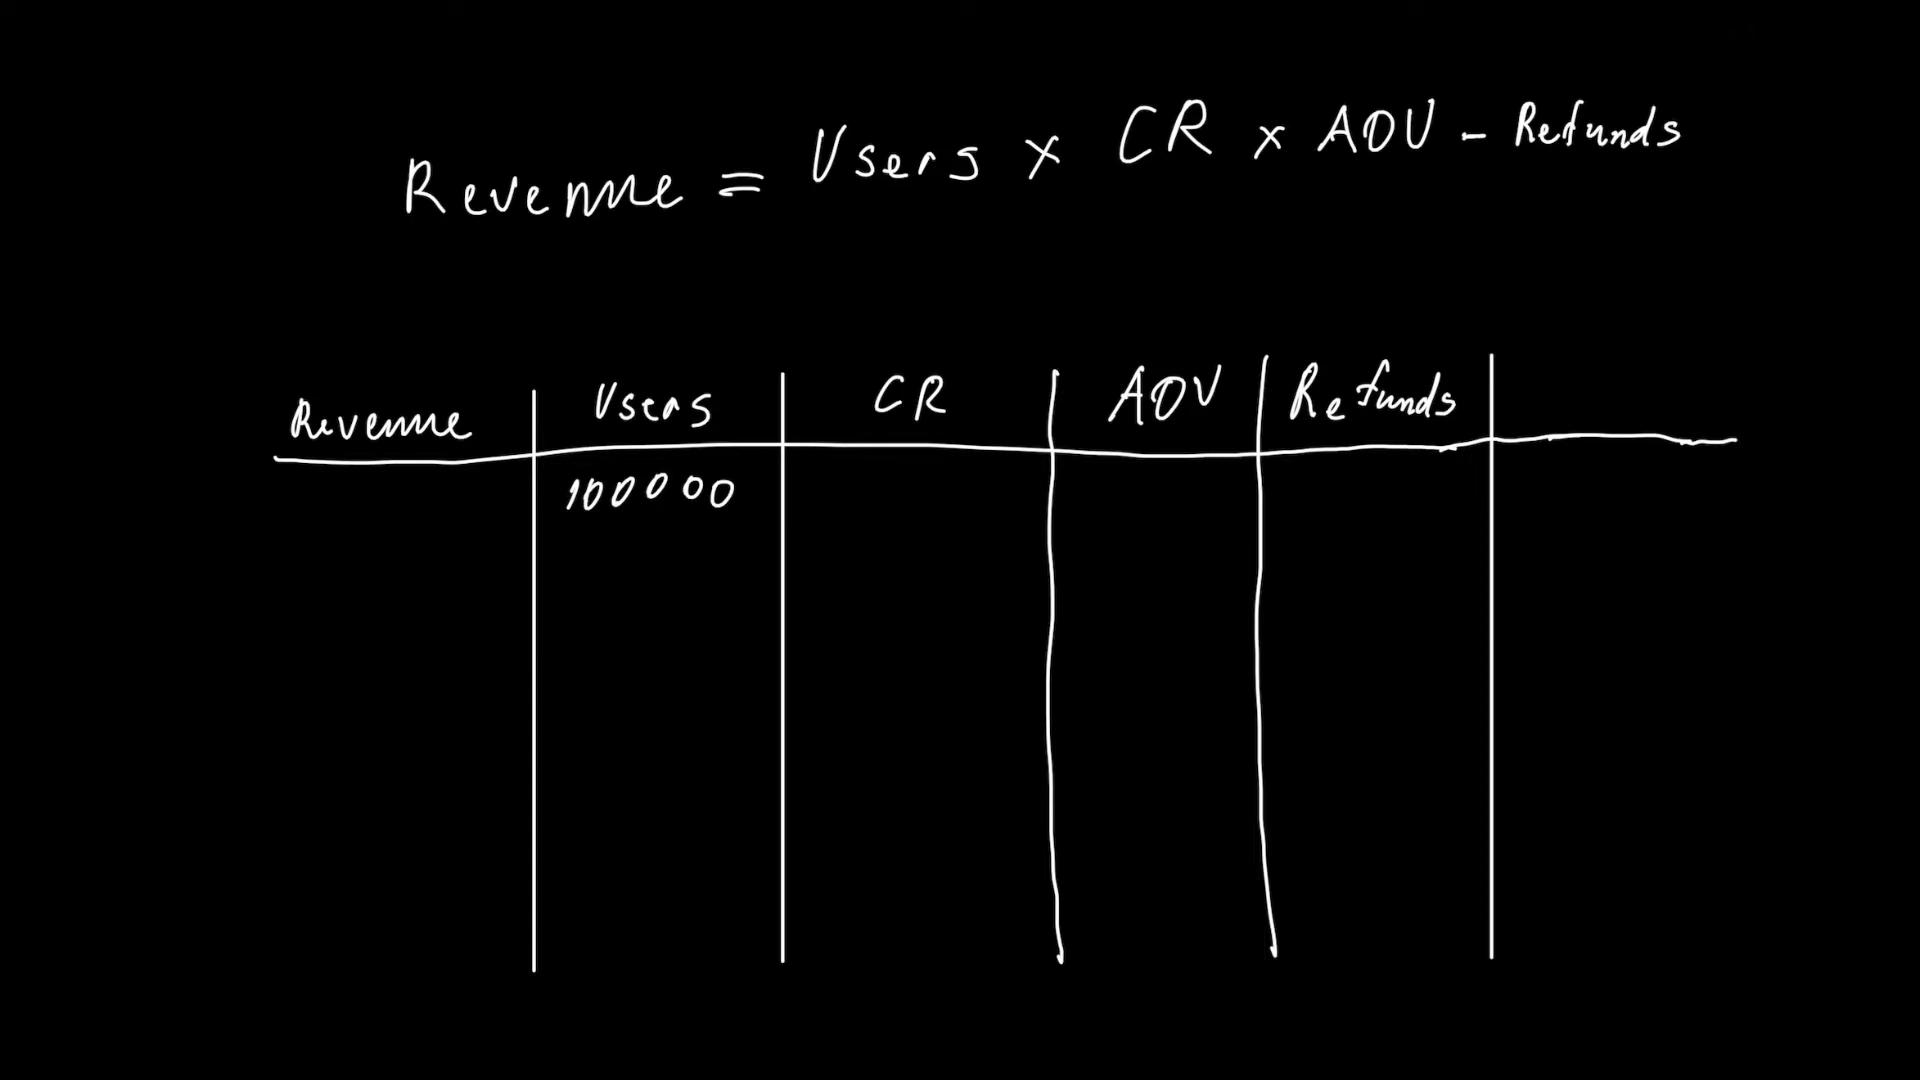 Revenue = Users x CR x AOV - Refunds
Revenue Users CR AOV Refunds
100000